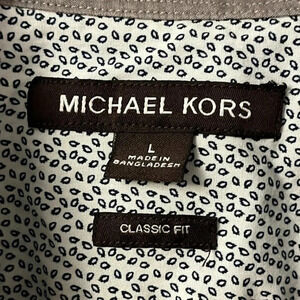 MICHAEL KORS
L
MADE IN
BANGLADESH
CLASSIC FIT